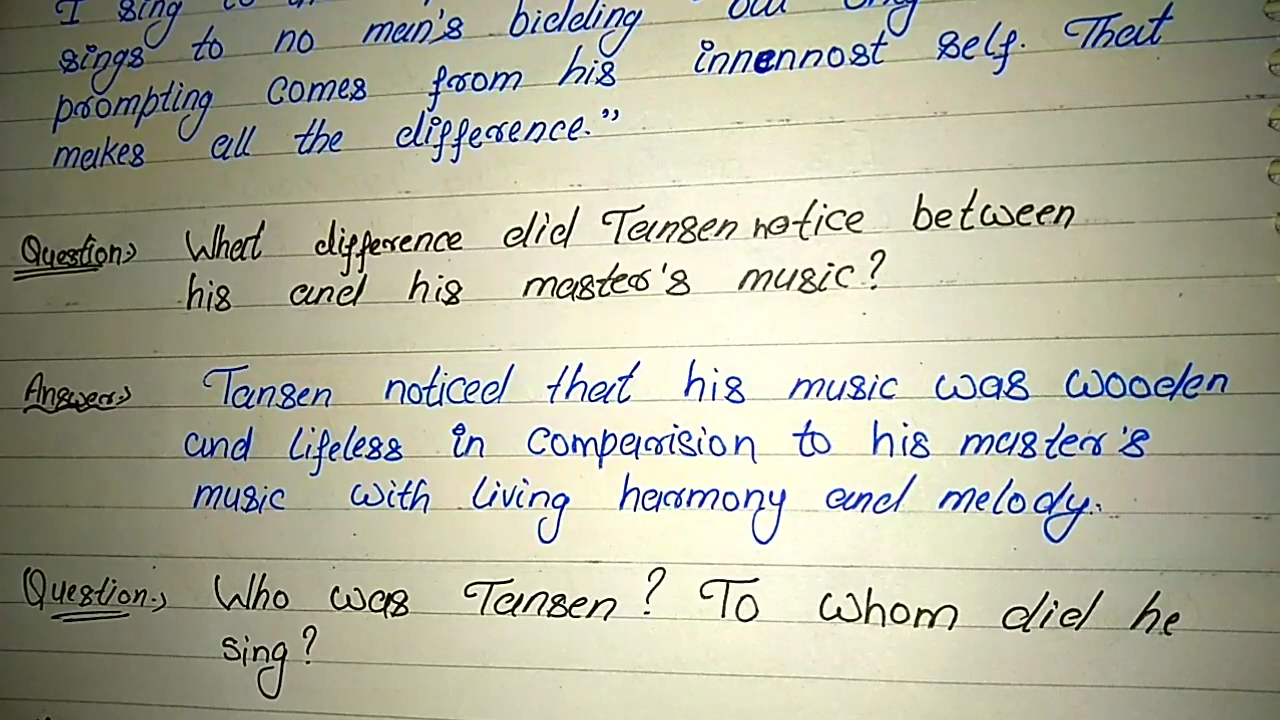 I sing to
sings to no man's bidding but only
prompting comes from his innennost self. That
makes all the difference."
Question:> What difference did Tansen notice between
his and his master's music?
Answer:> Tansen noticed that his music was wooden
and lifeless in comparision to his master's
music with living harmony and melody.
Question:> Who was Tansen? To whom did he
sing?